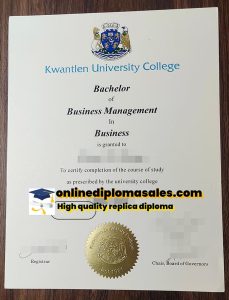 Kwantlen University College
Bachelor
of
Business Management
In
Business
is granted to
To certify completion of the course of study
as prescribed by the university college
onlinediplomasales.com
High quality replica diploma
Registrar
Chair, Board of Governors